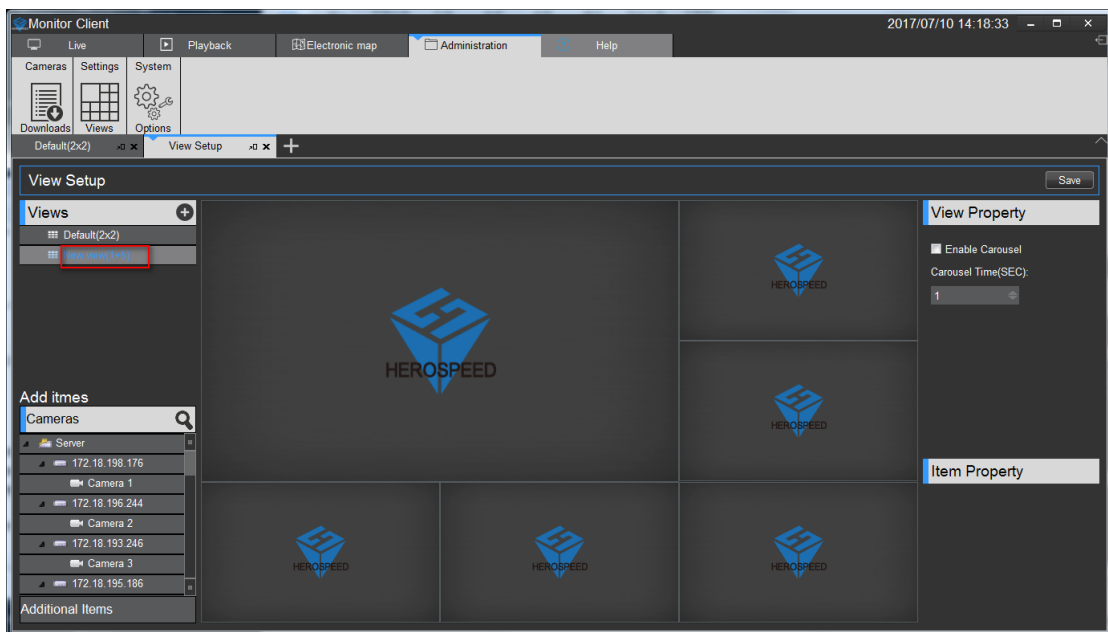 Monitor Client
2017/07/10 14:18:33
Live
Playback
Electronic map
Administration
Help
Cameras
Settings
System
Downloads
Views
Options
Default(2x2)
View Setup
View Setup
Save
Views
Default(2x2)
View Property
Enable Carousel
Carousel Time(SEC):
1
HEROSPEED
HEROSPEED
HEROSPEED
Add itmes
Cameras
Server
172.18.198.176
Camera 1
172.18.196.244
Camera 2
172.18.193.246
Camera 3
172.18.195.186
Additional Items
Item Property
HEROSPEED
HEROSPEED
HEROSPEED